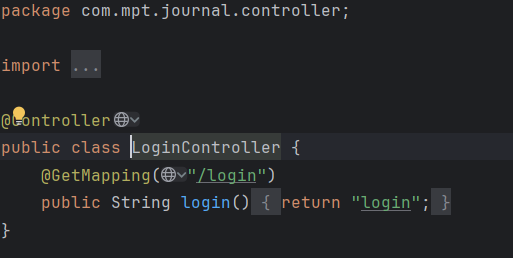 package com.mpt.journal.controller;
import ...
@Controller
public class LoginController {
@GetMapping("/login")
public String login() { return "login"; }
}